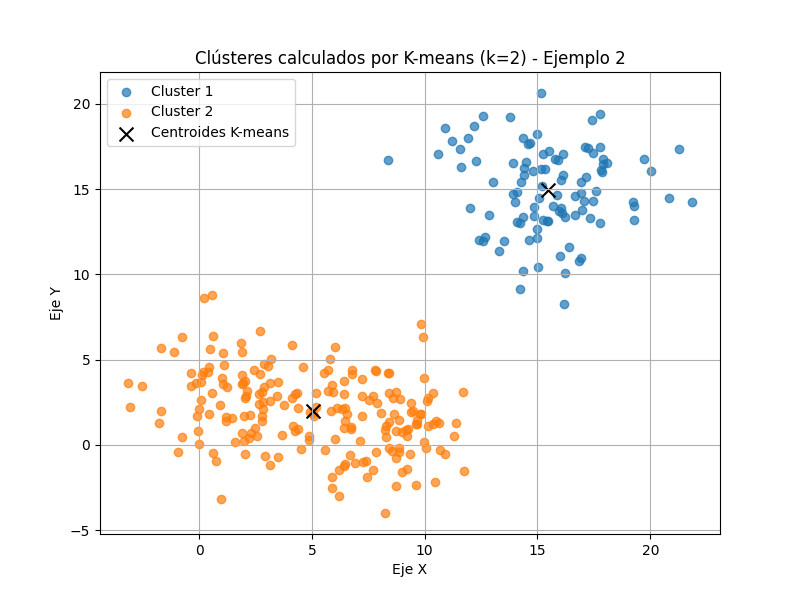 Clústeres calculados por K-means (k=2) - Ejemplo 2
Cluster 1
Cluster 2
Centroides K-means
Eje Y
20
15
10
5
0
−5
0 5 10 15 20
Eje X